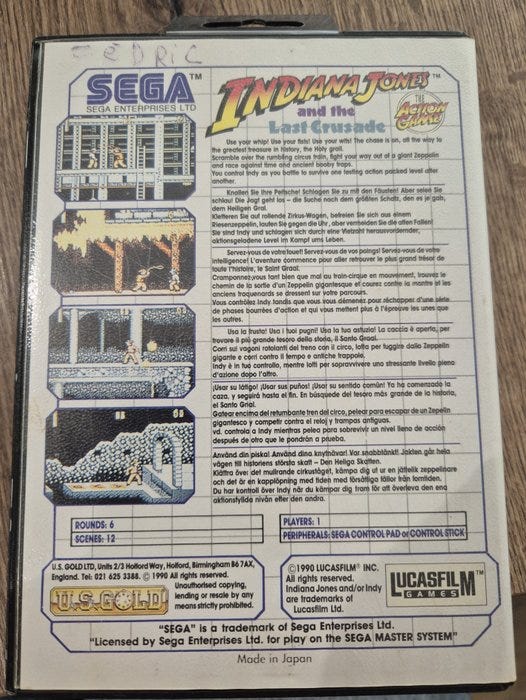 CEDRIC
SEGA™
SEGA ENTERPRISES LTD
INDIANA JONES™
and the
Last Crusade
THE
ACTION
GAME
Use your whip! Use your fists! Use your wits! The chase is on, all the way to
the greatest treasure in history, the Holy grail.
Scramble over the rumbling circus train, fight your way out of a giant Zeppelin
and race against time and ancient booby traps.
You control Indy as you battle to survive one testing action packed level after
another.
Knallen Sie Ihre Peitsche! Schlagen Sie zu mit den Fäusten! Aber seien Sie
schlau! Die Jagd geht los – die Suche nach dem größten Schatz, den es je gab,
dem Heiligen Gral.
Klettern Sie auf rollende Zirkus-Wagen, befreien Sie sich aus einem
Riesenzeppelin, laufen Sie gegen die Uhr, aber vermeiden Sie die alten Fallen!
Sie sind Indy und schlagen sich durch eine Vielzahl herausvordernder,
aktionsgeladene Level im Kampf ums Leben.
Servez-vous de votre fouet! Servez-vous de vos poings! Servez-vous de votre
intelligence! L'aventure commence pour aller retrouver le plus grand trésor de
toute l'histoire, le Saint Graal.
Cramponnez-vous tant bien que mal au train-cirque en mouvement, trouvez le
chemin de la sortie d'un Zeppelin gigantesque et courez contre la montre et les
anciens traquenards se dressant sur votre parcours.
Vous contrôlez Indy tandis que vous vous démenez pour réchapper d'une série
de phases bourrées d'action et qui vous mettent plus à l'épreuve les unes que
les autres.
Usa la frusta! Usa i tuoi pugni! Usa la tua astuzia! La caccia è aperta, per
trovare il più grande tesoro della storia, il Santo Graal.
Corri sui vagoni rotolanti del treno con il circo, lotta per fuggire dallo Zeppelin
gigante e corri contro il tempo e antiche trappole.
Indy è in tuo controllo, mentre lotti per sopravvivere uno stressante livello pieno
d'azione dopo l'altro.
¡Usar su látigo! ¡Usar sus puños! ¡Usar su sentido común! Ya ha comenzado la
caza, y seguirá hasta el fin. En búsqueda del tesoro más grande de la historia,
el Santo Grial.
Gatear encima del retumbante tren del circo, pelear para escapar de un Zepelin
gigantesco y competir contra el reloj y trampas antiguas.
vd. controla a Indy mientras pelea para sobrevivir un nivel lleno de acción
después de otro que le pondrán a prueba.
Använd din piska! Använd dina knytnävar! Var snabbtänkt! Jakten går hela
vägen till historiens största skatt – Den Heliga Skatten.
Klättra över det mullrande cirkuståget, kämpa dig ut ur en jättelik zeppelinare
och det är en kapplöpning med tiden med försåtliga fällor från forntiden.
Du har kontroll över Indy när du kämpar dig fram för att överleva den ena
aktionsfyllda nivån efter den andra.
ROUNDS: 6
SCENES: 12
PLAYERS: 1
PERIPHERALS: SEGA CONTROL PAD or CONTROL STICK
U.S. GOLD LTD, Units 2/3 Holford Way, Holford, Birmingham B6 7AX,
England. Tel: 021 625 3388. © 1990 All rights reserved.
U.S. GOLD
Unauthorised copying,
lending or resale by any
means strictly prohibited.
©1990 LUCASFILM® INC.
All rights reserved.
Indiana Jones and/or Indy
are trademarks of
Lucasfilm Ltd.
LUCASFILM™
GAMES
"SEGA" is a trademark of Sega Enterprises Ltd.
"Licensed by Sega Enterprises Ltd. for play on the SEGA MASTER SYSTEM"
Made in Japan